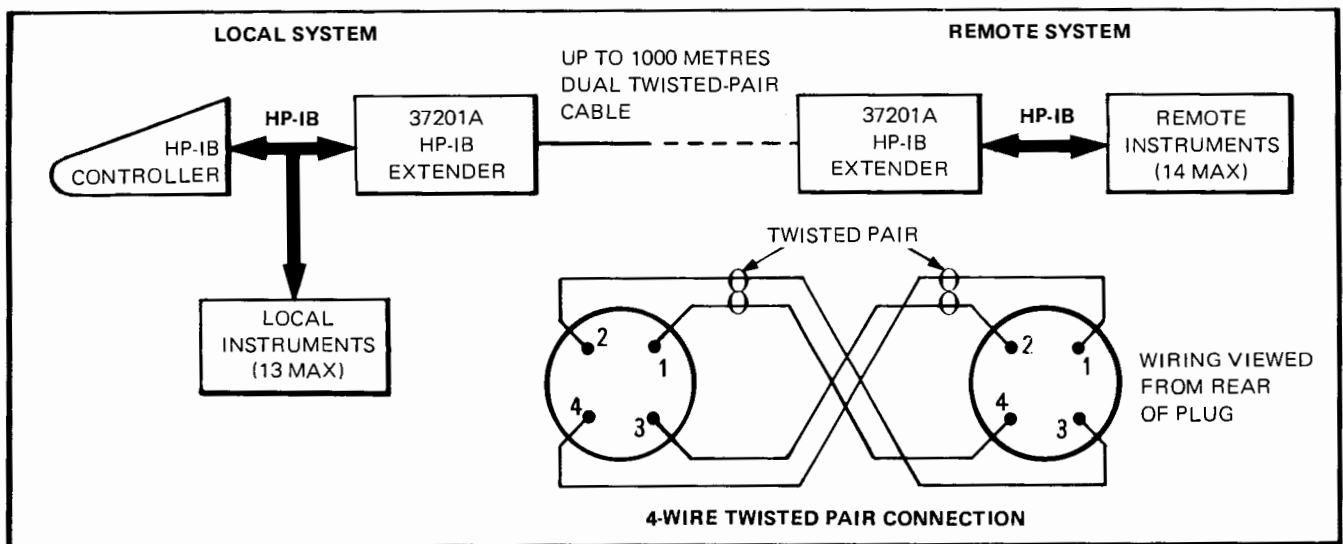 LOCAL SYSTEM
REMOTE SYSTEM
UP TO 1000 METRES
DUAL TWISTED-PAIR
CABLE
HP-IB
CONTROLLER
HP-IB
37201A
HP-IB
EXTENDER
37201A
HP-IB
EXTENDER
HP-IB
REMOTE
INSTRUMENTS
(14 MAX)
LOCAL
INSTRUMENTS
(13 MAX)
TWISTED PAIR
2
1
4
3
2
1
4
3
WIRING VIEWED
FROM REAR
OF PLUG
4-WIRE TWISTED PAIR CONNECTION